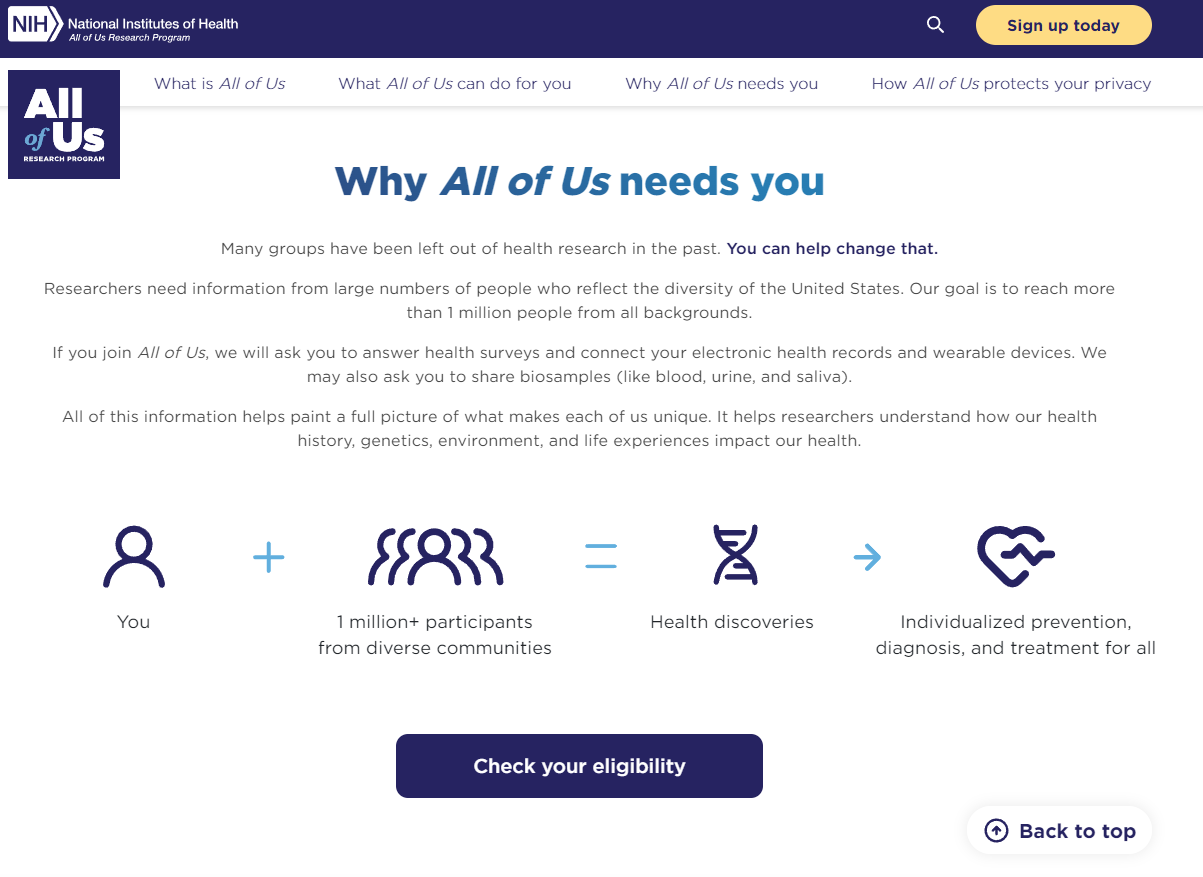 NIH National Institutes of Health
All of Us Research Program
Sign up today
All of Us
RESEARCH PROGRAM
What is All of Us
What All of Us can do for you
Why All of Us needs you
How All of Us protects your privacy
Why All of Us needs you
Many groups have been left out of health research in the past. You can help change that.
Researchers need information from large numbers of people who reflect the diversity of the United States. Our goal is to reach more
than 1 million people from all backgrounds.
If you join All of Us, we will ask you to answer health surveys and connect your electronic health records and wearable devices. We
may also ask you to share biosamples (like blood, urine, and saliva).
All of this information helps paint a full picture of what makes each of us unique. It helps researchers understand how our health
history, genetics, environment, and life experiences impact our health.
You
1 million+ participants
from diverse communities
Health discoveries
Individualized prevention,
diagnosis, and treatment for all
Check your eligibility
Back to top